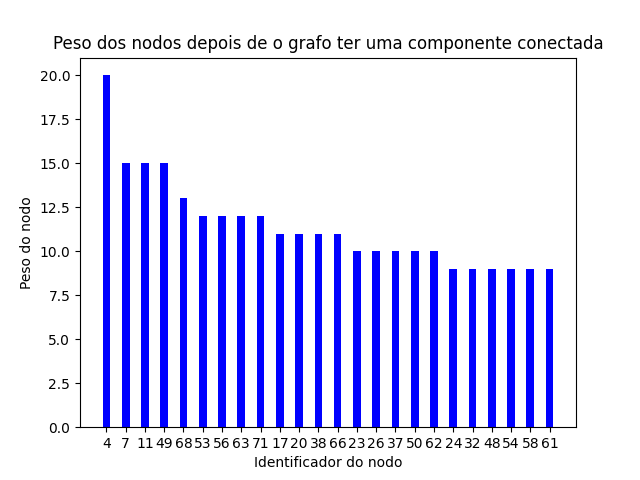 Peso dos nodos depois de o grafo ter uma componente conectada
20.0
17.5
15.0
12.5
10.0
7.5
5.0
2.5
0.0
Peso do nodo
4 7 11 49 68 53 56 63 71 17 20 38 66 23 26 37 50 62 24 32 48 54 58 61
Identificador do nodo